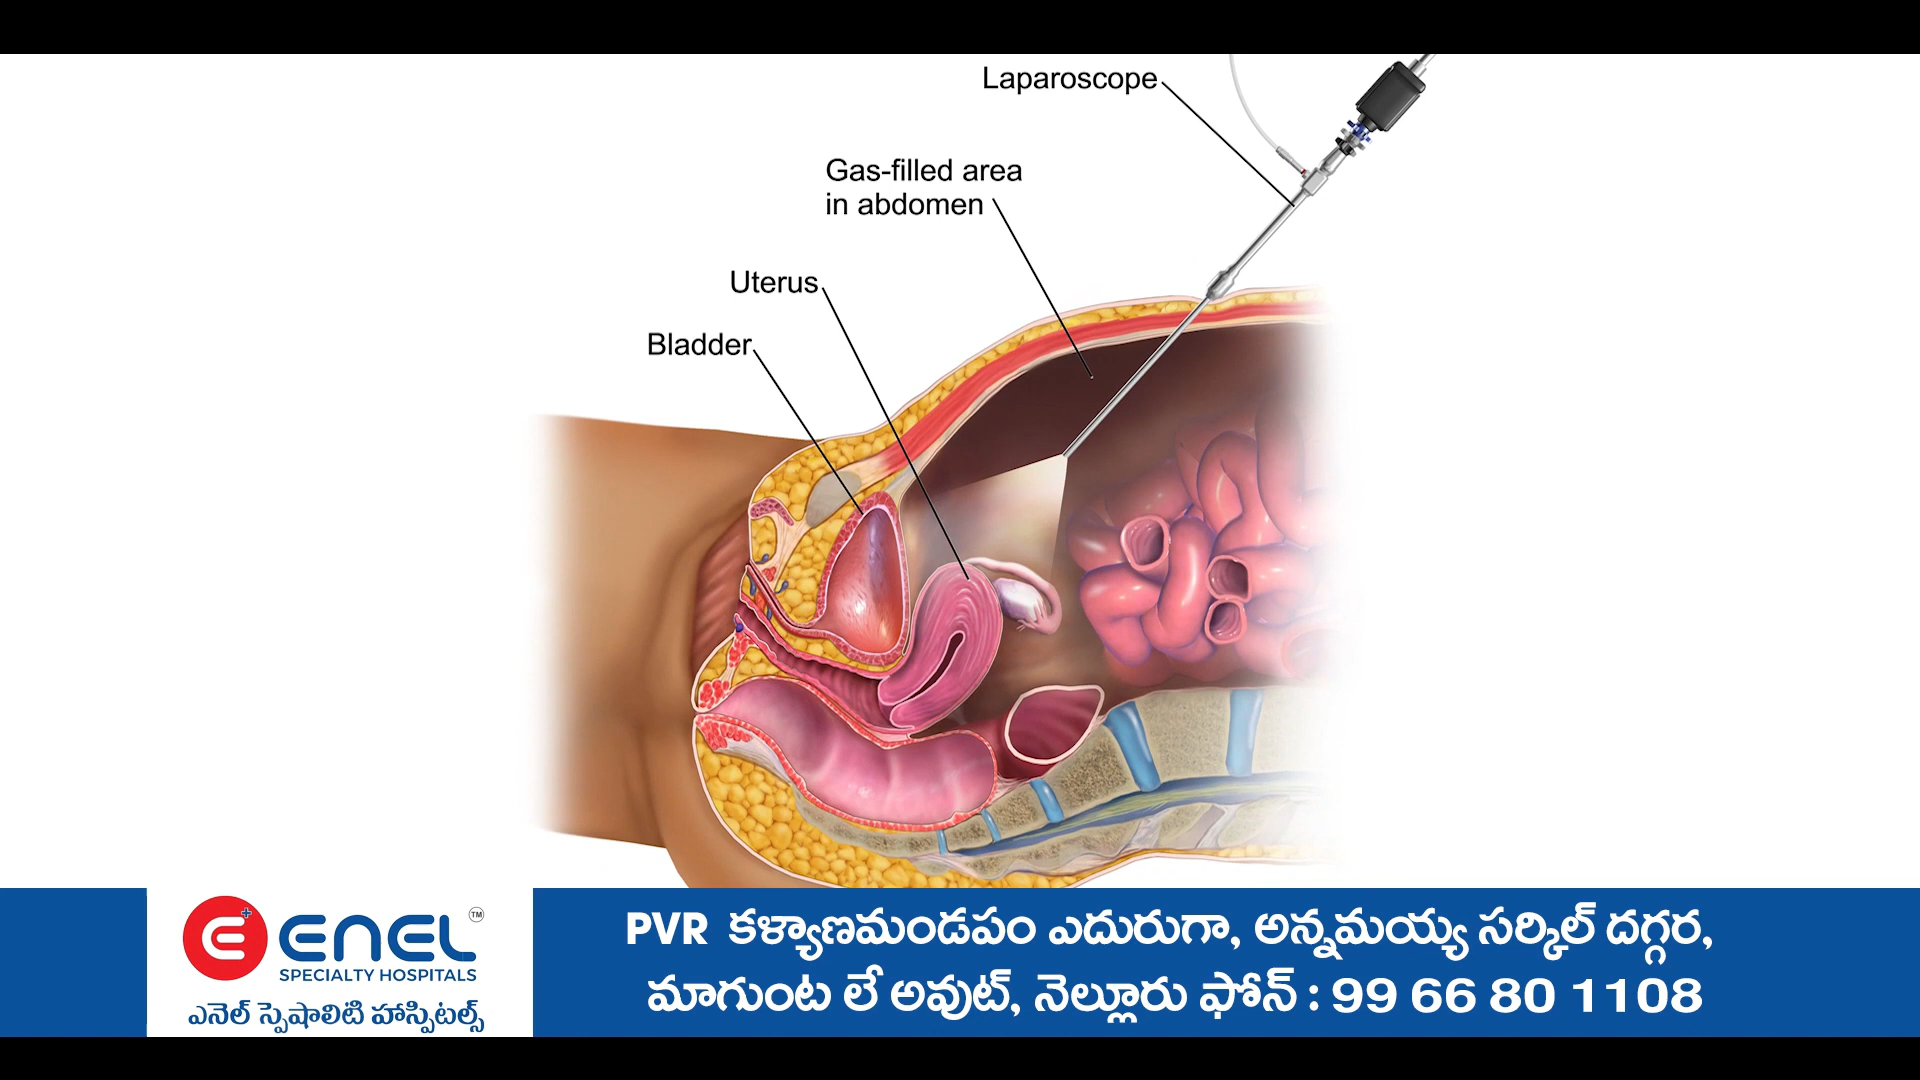 Laparoscope
Gas-filled area
in abdomen
Uterus
Bladder
ENEL TM
SPECIALTY HOSPITALS
ఎనెల్ స్పెషాలిటి హాస్పిటల్స్
PVR కళ్యాణమండపం ఎదురుగా, అన్నమయ్య సర్కిల్ దగ్గర,
మాగుంట లే అవుట్, నెల్లూరు ఫోన్ : 99 66 80 1108